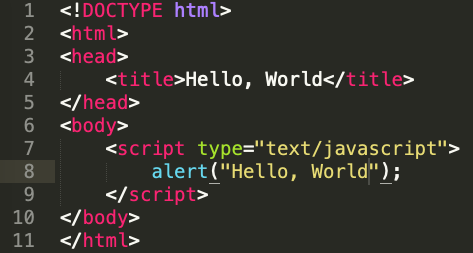 1 <!DOCTYPE html>
2 <html>
3 <head>
4     <title>Hello, World</title>
5 </head>
6 <body>
7     <script type="text/javascript">
8         alert("Hello, World");
9     </script>
10 </body>
11 </html>